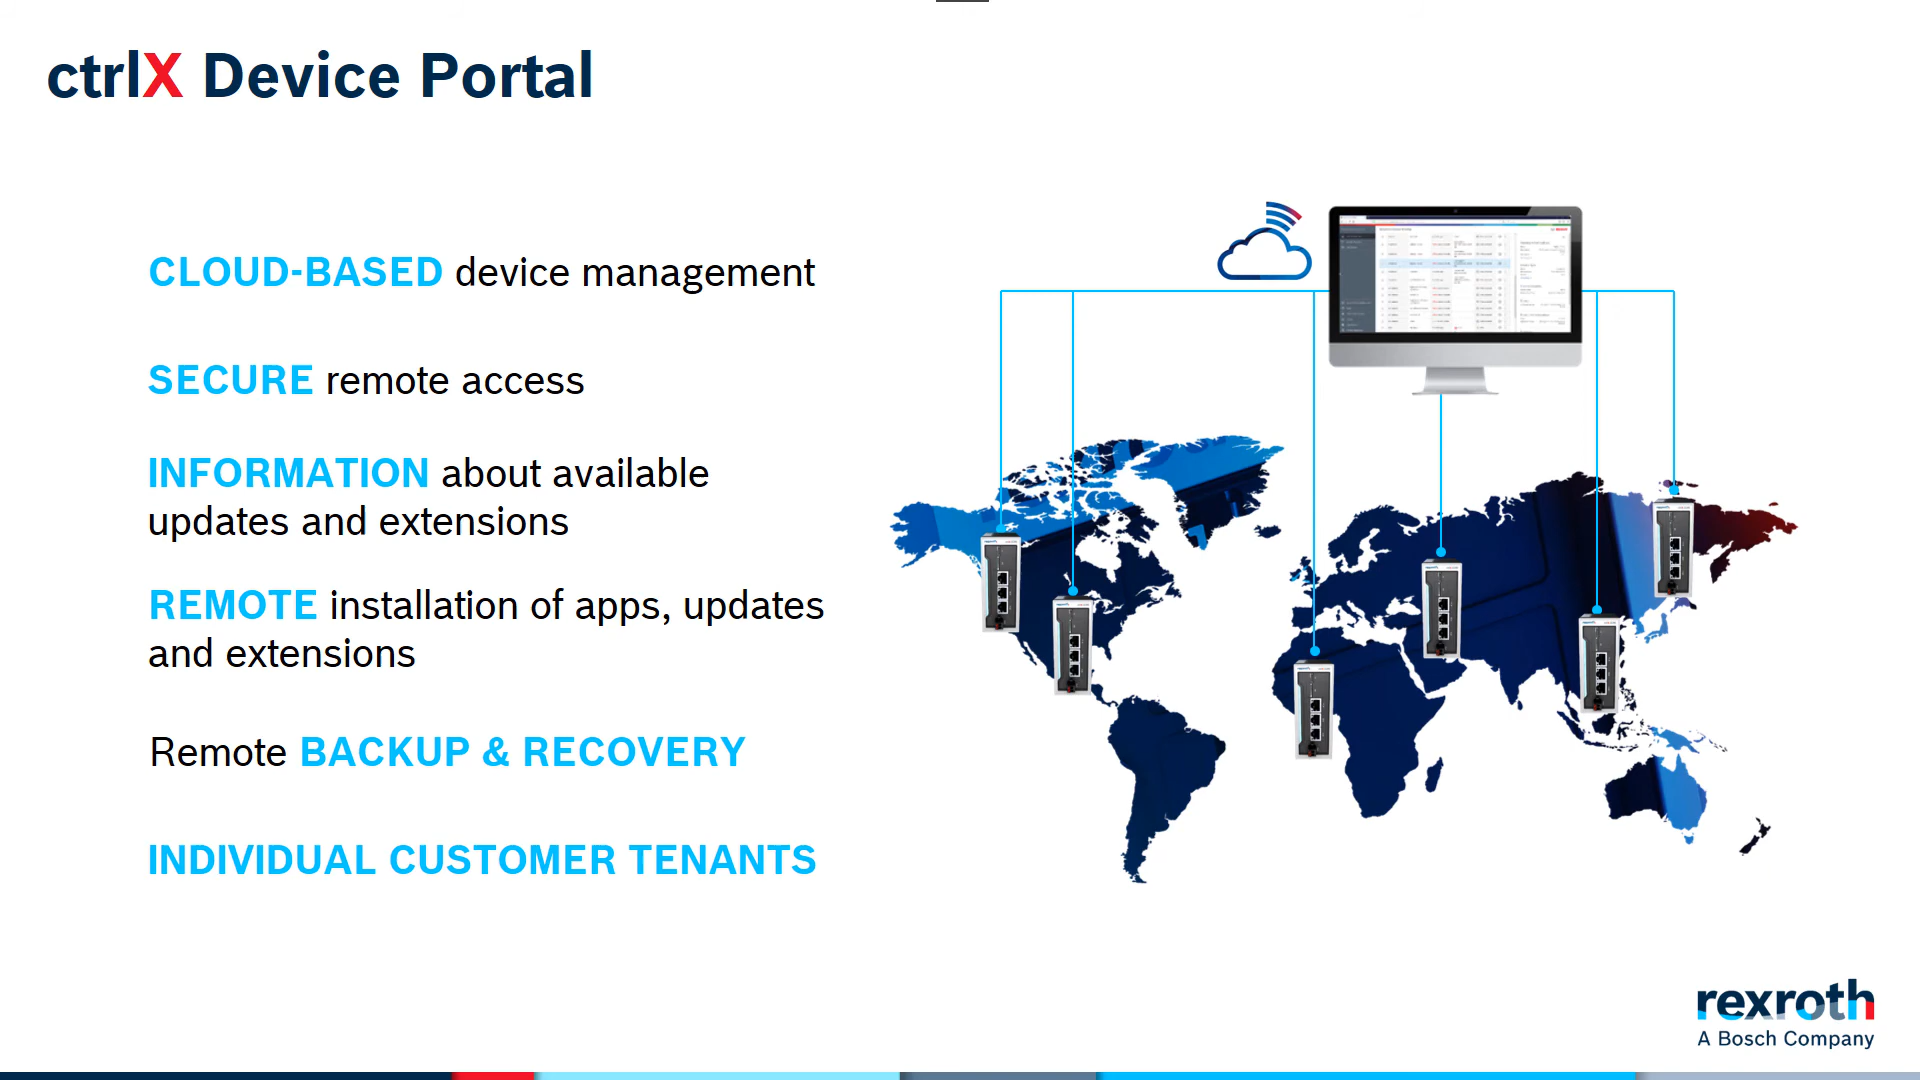 ctrlX Device Portal
CLOUD-BASED device management
SECURE remote access
INFORMATION about available
updates and extensions
REMOTE installation of apps, updates
and extensions
Remote BACKUP & RECOVERY
INDIVIDUAL CUSTOMER TENANTS
rexroth
A Bosch Company